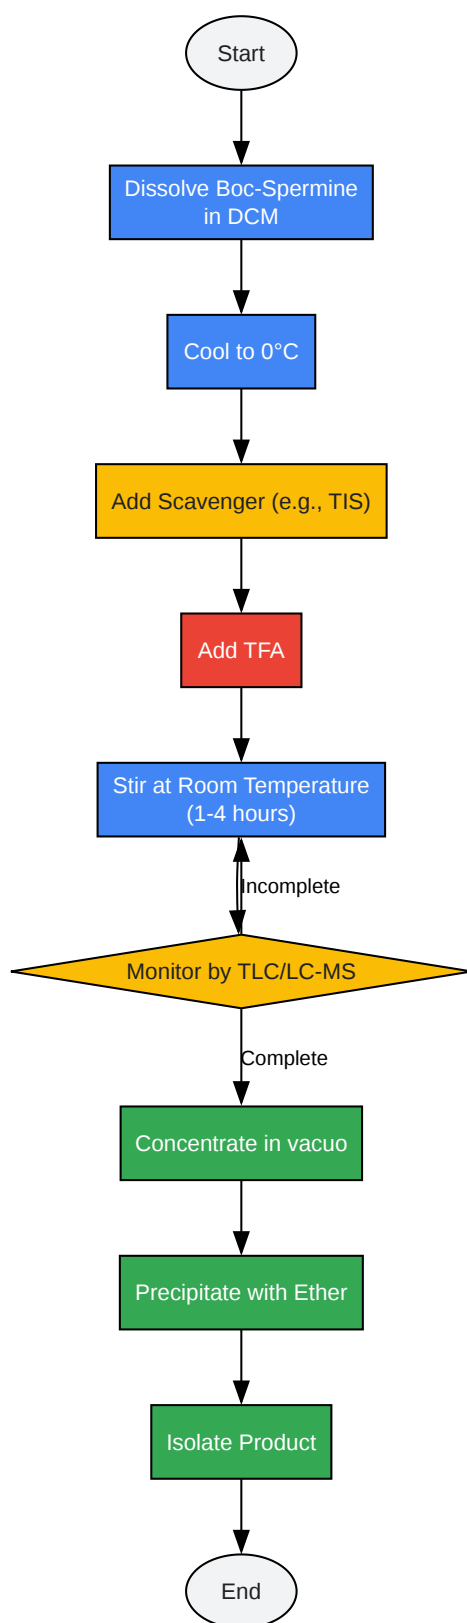 Start
Dissolve Boc-Spermine
in DCM
Cool to 0°C
Add Scavenger (e.g., TIS)
Add TFA
Stir at Room Temperature
(1-4 hours)
Incomplete
Monitor by TLC/LC-MS
Complete
Concentrate in vacuo
Precipitate with Ether
Isolate Product
End